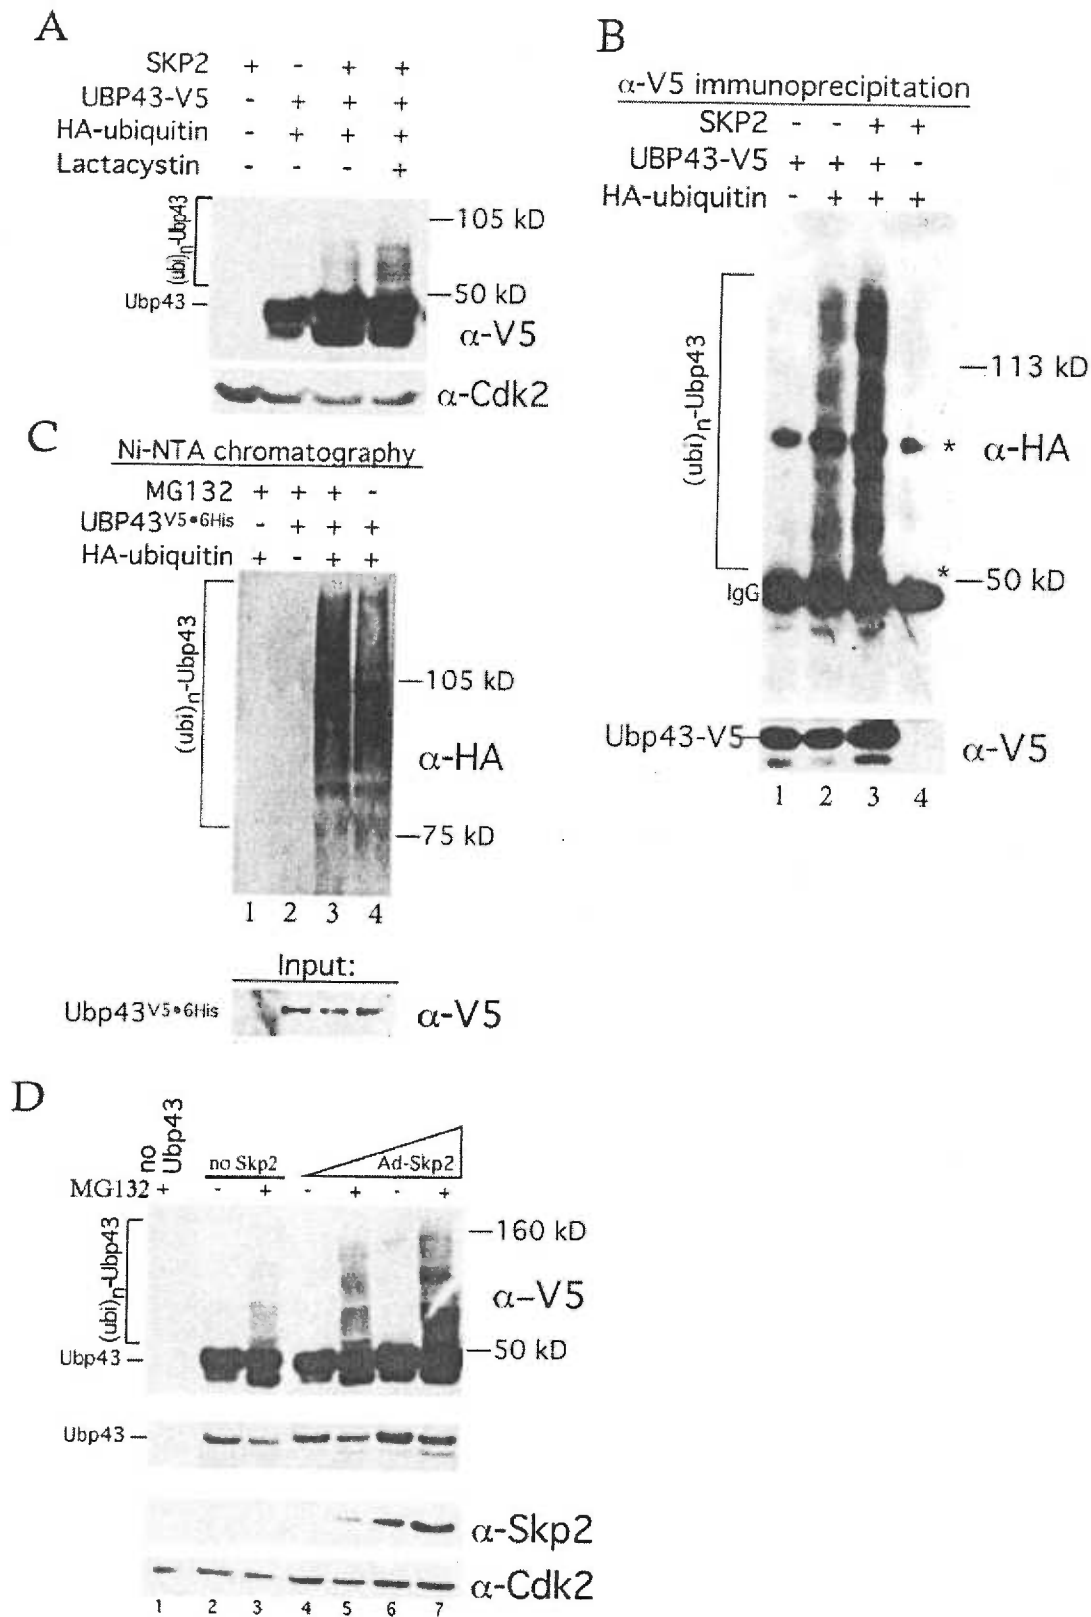 A
SKP2 + - + +
UBP43-V5 - + + +
HA-ubiquitin - + + +
Lactacystin - - - +
(ubi)n-Ubp43
—105 kD
Ubp43 –
—50 kD
α-V5
α-Cdk2
B
α-V5 immunoprecipitation
SKP2 - - + +
UBP43-V5 + + + -
HA-ubiquitin - + + +
(ubi)n-Ubp43
—113 kD
* α-HA
* —50 kD
IgG
Ubp43-V5– α-V5
1 2 3 4
C
Ni-NTA chromatography
MG132 + + + -
UBP43V5•6His - + + +
HA-ubiquitin + - + +
(ubi)n-Ubp43
—105 kD
α-HA
—75 kD
1 2 3 4
Input:
Ubp43V5•6His α-V5
D
no Ubp43
no Skp2 Ad-Skp2
MG132 + - + - + - +
(ubi)n-Ubp43
—160 kD
α–V5
—50 kD
Ubp43 –
Ubp43 –
α-Skp2
α-Cdk2
1 2 3 4 5 6 7